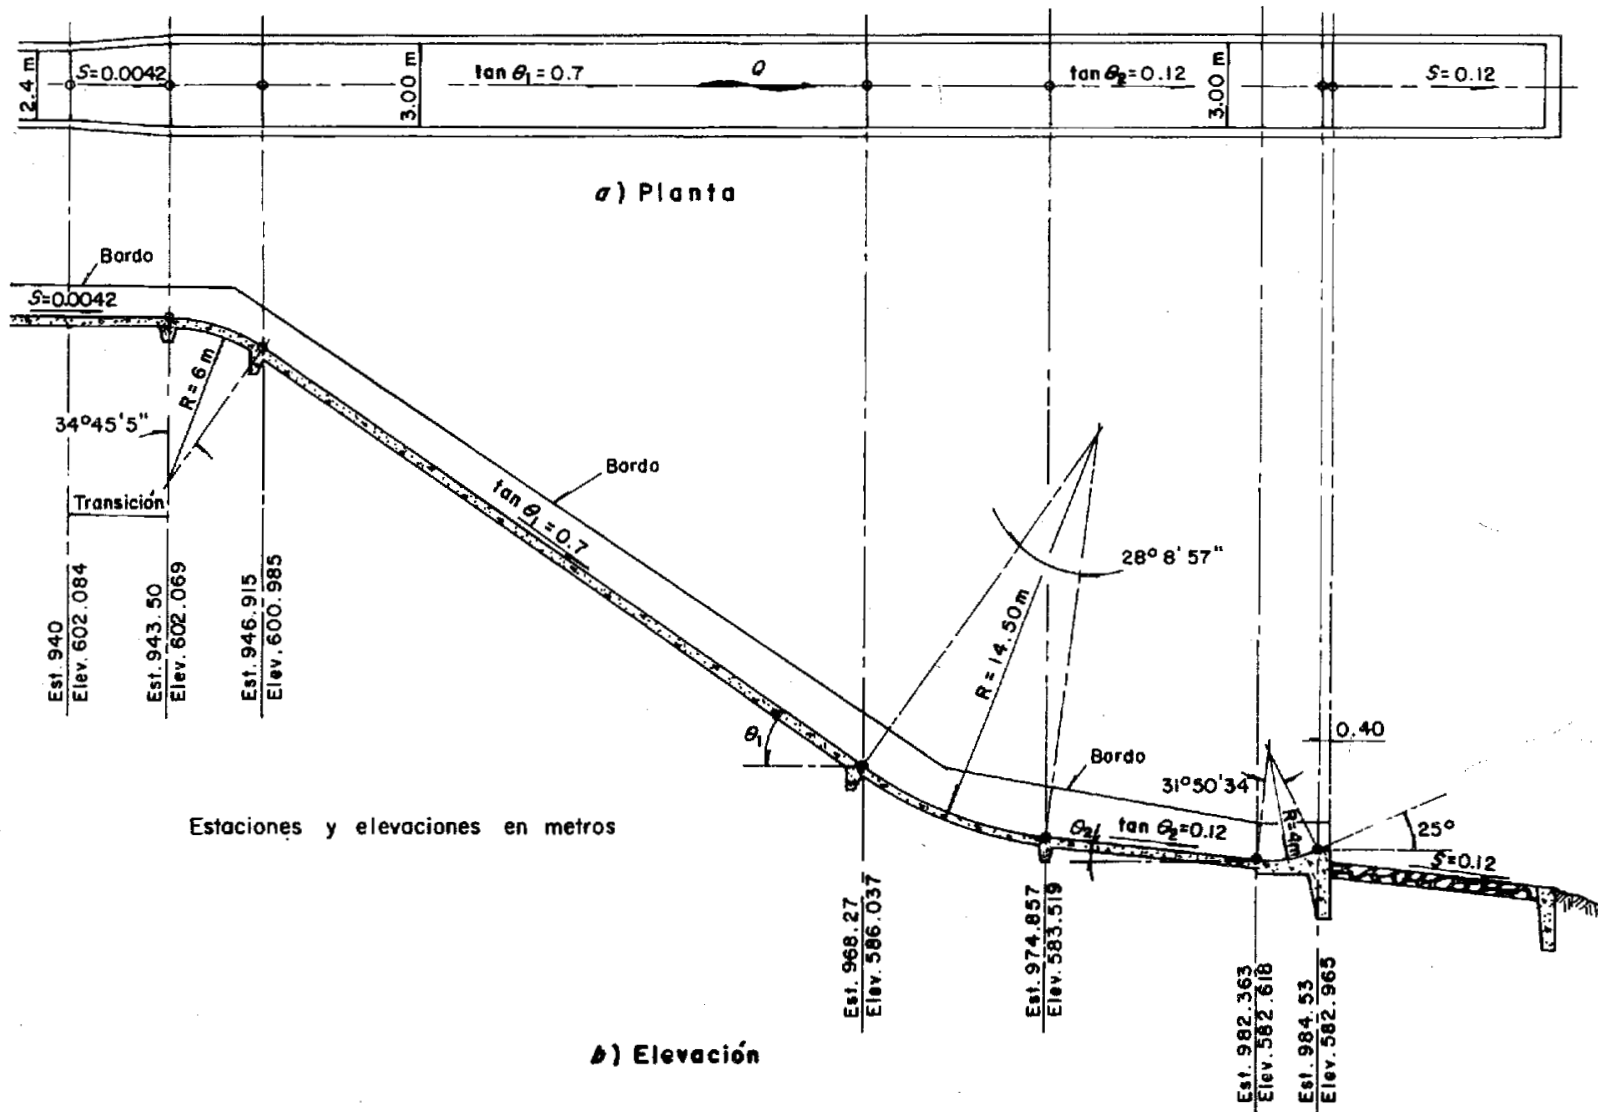 2.4 m
S=0.0042
3.00 m
tan θ₁ = 0.7
Q
tan θ₂ = 0.12
3.00 m
S = 0.12
a) Planta
Bordo
S=0.0042
R = 6 m
34°45'5"
Transición
Bordo
tan θ₁ = 0.7
28° 8' 57"
R = 14.50 m
Est. 940
Elev. 602.084
Est. 943.50
Elev. 602.069
Est. 946.915
Elev. 600.985
θ₁
0.40
Bordo
31°50'34"
R=4m
25°
θ₂
tan θ₂=0.12
S=0.12
Estaciones y elevaciones en metros
Est. 968.27
Elev. 586.037
Est. 974.857
Elev. 583.519
Est. 982.363
Elev. 582.618
Est. 984.53
Elev. 582.965
b) Elevación